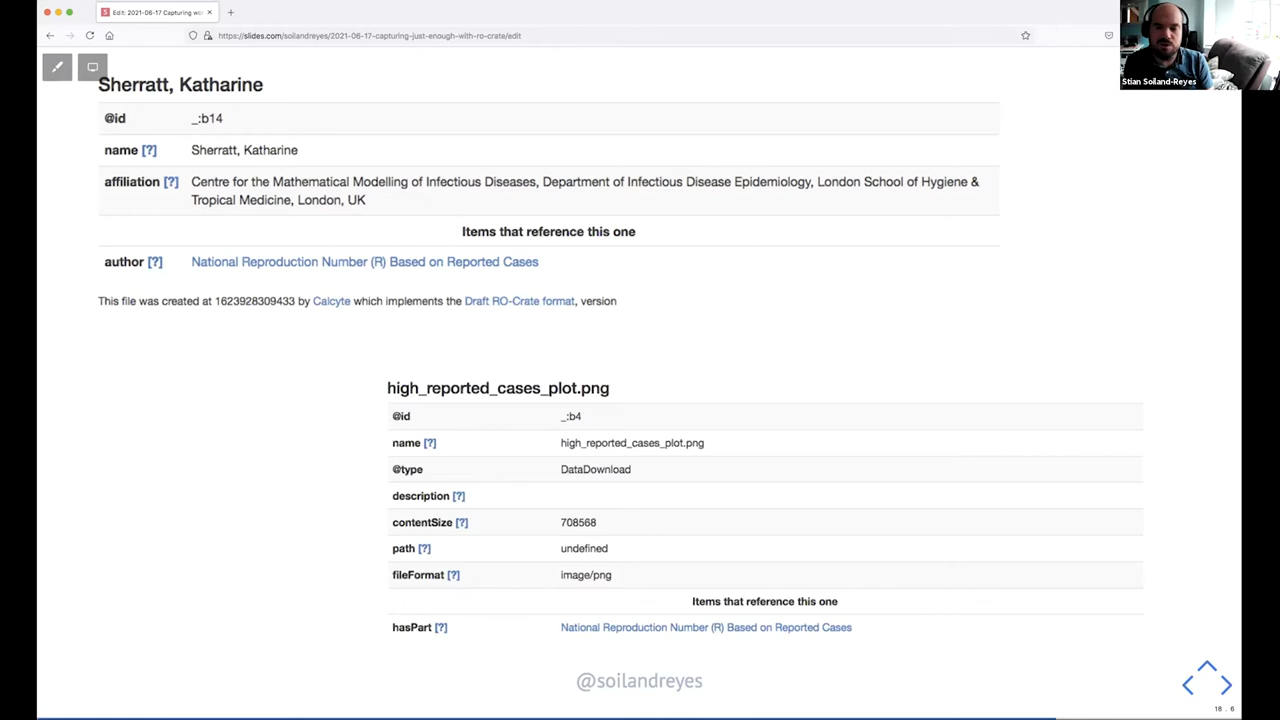 Edit: 2021-06-17 Capturing wo
https://slides.com/soilandreyes/2021-06-17-capturing-just-enough-with-ro-crate/edit
Stian Soiland-Reyes
Sherratt, Katharine
@id _:b14
name [?] Sherratt, Katharine
affiliation [?] Centre for the Mathematical Modelling of Infectious Diseases, Department of Infectious Disease Epidemiology, London School of Hygiene &
Tropical Medicine, London, UK
Items that reference this one
author [?] National Reproduction Number (R) Based on Reported Cases
This file was created at 1623928309433 by Calcyte which implements the Draft RO-Crate format, version
high_reported_cases_plot.png
@id _:b4
name [?] high_reported_cases_plot.png
@type DataDownload
description [?]
contentSize [?] 708568
path [?] undefined
fileFormat [?] image/png
Items that reference this one
hasPart [?] National Reproduction Number (R) Based on Reported Cases
@soilandreyes
18 . 6